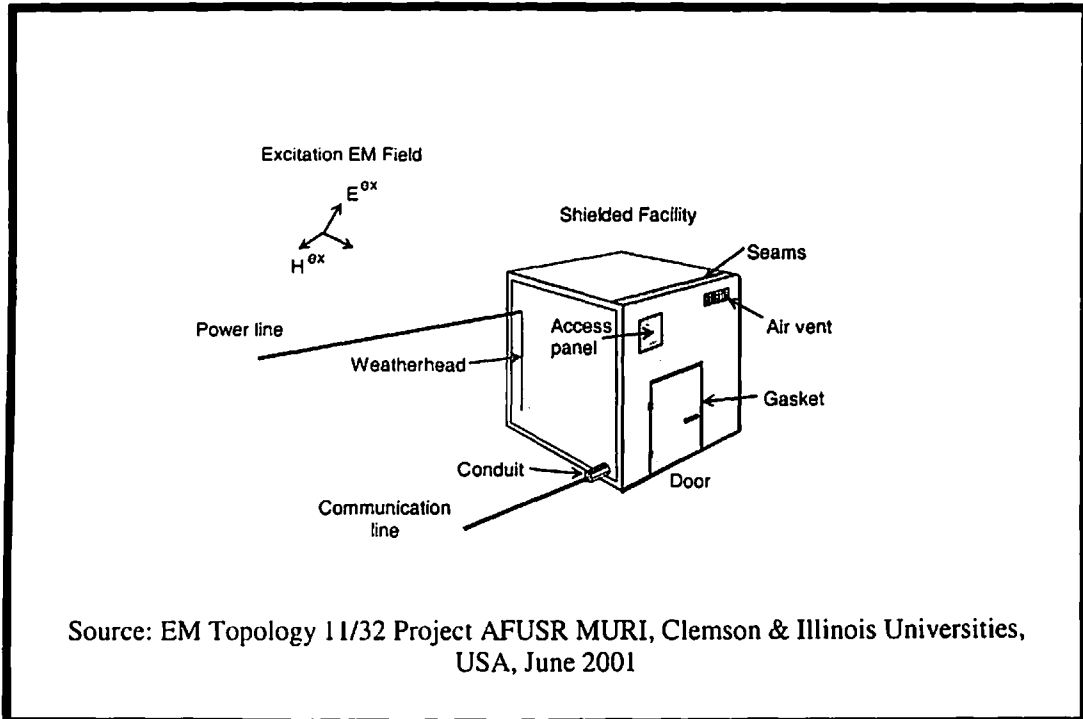 Excitation EM Field
E^ex
H^ex
Shielded Facility
Seams
Power line
Access
panel
Air vent
Weatherhead
Gasket
Conduit
Door
Communication
line
Source: EM Topology 11/32 Project AFUSR MURI, Clemson & Illinois Universities,
USA, June 2001